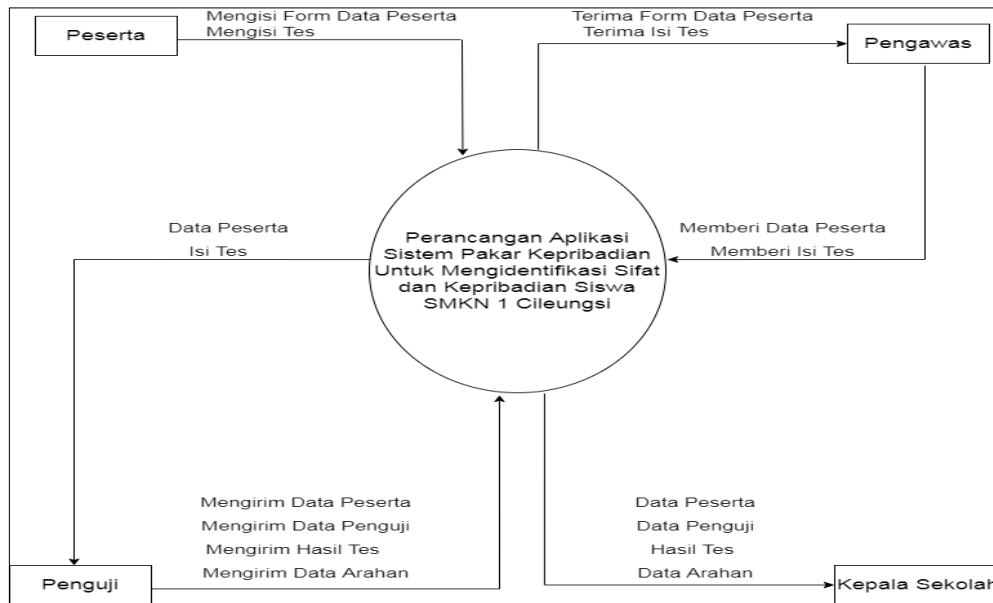 Mengisi Form Data Peserta
Mengisi Tes
Peserta
Terima Form Data Peserta
Terima Isi Tes
Pengawas
Data Peserta
Isi Tes
Perancangan Aplikasi
Sistem Pakar Kepribadian
Untuk Mengidentifikasi Sifat
dan Kepribadian Siswa
SMKN 1 Cileungsi
Memberi Data Peserta
Memberi Isi Tes
Mengirim Data Peserta
Mengirim Data Penguji
Mengirim Hasil Tes
Mengirim Data Arahan
Penguji
Data Peserta
Data Penguji
Hasil Tes
Data Arahan
Kepala Sekolah